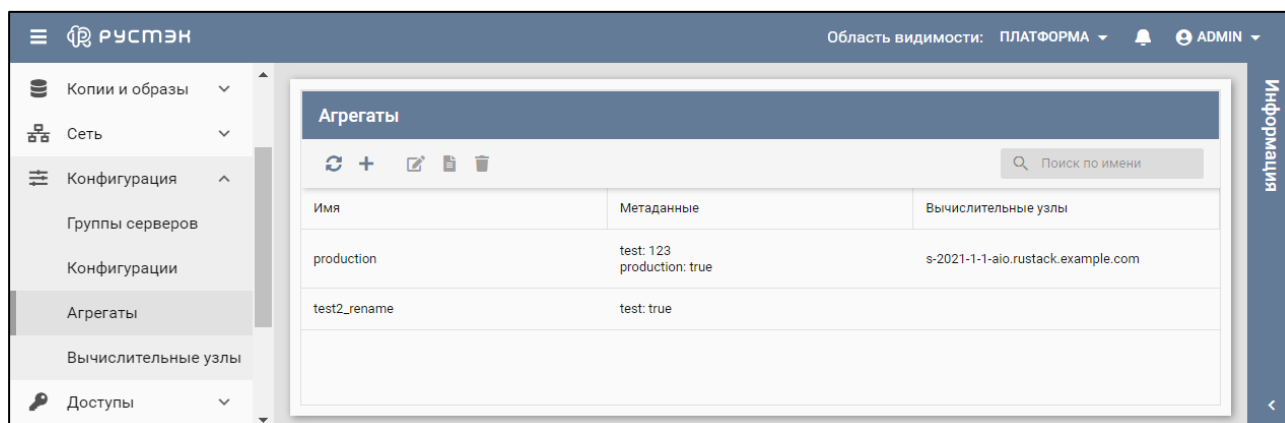 РУСТЭК
Область видимости: ПЛАТФОРМА ADMIN
Копии и образы
Сеть
Конфигурация
Группы серверов
Конфигурации
Агрегаты
Вычислительные узлы
Доступы
Агрегаты
Поиск по имени
Имя Метаданные Вычислительные узлы
production test: 123 s-2021-1-1-aio.rustack.example.com
production: true
test2_rename test: true
Информация